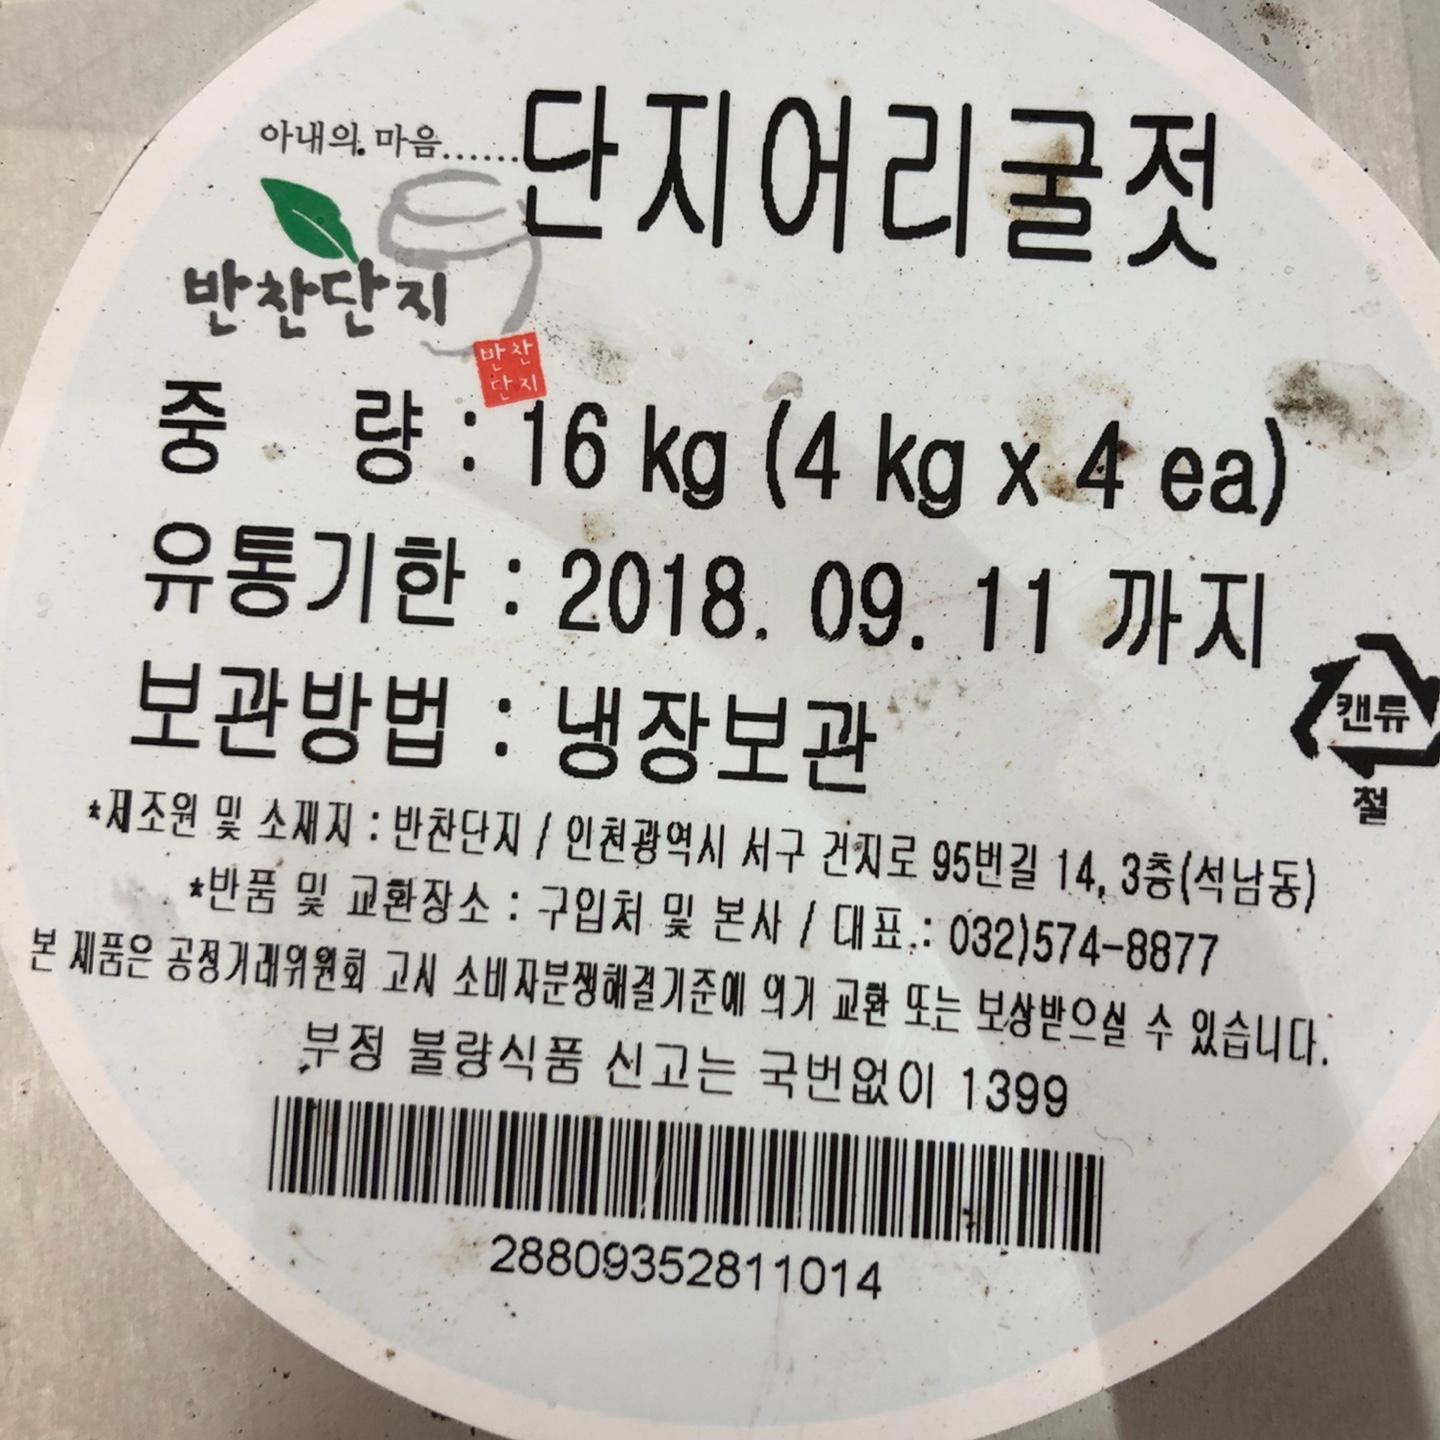 아내의 마음......
단지어리굴젓
반찬단지
반찬
단지
중 량 : 16 kg (4 kg x 4 ea)
유통기한 : 2018. 09. 11 까지
보관방법 : 냉장보관
캔류
철
*제조원 및 소재지 : 반찬단지 / 인천광역시 서구 건지로 95번길 14, 3층(석남동)
*반품 및 교환장소 : 구입처 및 본사 / 대표.: 032)574-8877
본 제품은 공정거래위원회 고시 소비자분쟁해결기준에 의거 교환 또는 보상받으실 수 있습니다.
부정 불량식품 신고는 국번없이 1399
28809352811014